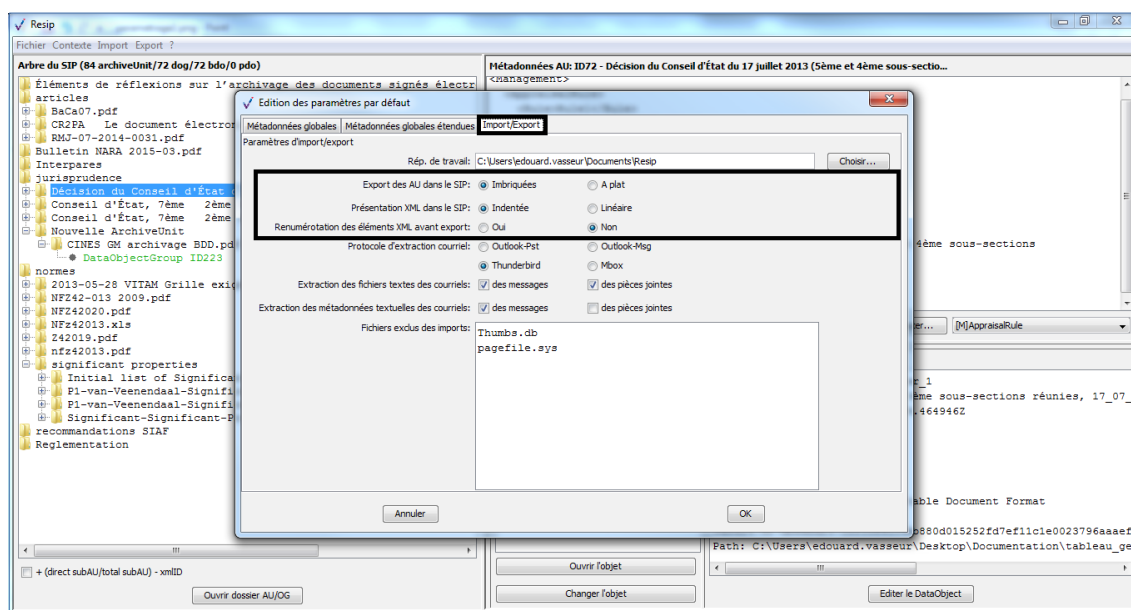 Resip
Fichier Contexte Import Export ?
Arbre du SIP (84 archiveUnit/72 dog/72 bdo/0 pdo)
Éléments de réflexions sur l'archivage des documents signés électr
articles
BaCa07.pdf
CR2PA Le document électron
RMJ-07-2014-0031.pdf
Bulletin NARA 2015-03.pdf
Interpares
jurisprudence
Décision du Conseil d'État
Conseil d'État, 7ème 2ème
Conseil d'État, 7ème 2ème
Nouvelle ArchiveUnit
CINES GM archivage BDD.pd
DataObjectGroup ID223
normes
2013-05-28 VITAM Grille exig
NFZ42-013 2009.pdf
NFZ42020.pdf
NFz42013.xls
Z42019.pdf
nfz42013.pdf
significant properties
Initial list of Significa
P1-van-Veenendaal-Signifi
P1-van-Veenendaal-Signifi
Significant-Significant-P
recommandations SIAF
Reglementation
+ (direct subAU/total subAU) - xmlID
Ouvrir dossier AU/OG
Métadonnées AU: ID72 - Décision du Conseil d'État du 17 juillet 2013 (5ème et 4ème sous-sectio...
<Management>
Edition des paramètres par défaut
Métadonnées globales Métadonnées globales étendues Import/Export
Paramètres d'import/export
Rép. de travail: C:\Users\edouard.vasseur\Documents\Resip Choisir...
Export des AU dans le SIP: Imbriquées A plat
Présentation XML dans le SIP: Indentée Linéaire
Renumérotation des éléments XML avant export: Oui Non
Protocole d'extraction courriel: Outlook-Pst Outlook-Msg
Thunderbird Mbox
Extraction des fichiers textes des courriels: des messages des pièces jointes
Extraction des métadonnées textuelles des courriels: des messages des pièces jointes
Fichiers exclus des imports: Thumbs.db
pagefile.sys
Annuler OK
4ème sous-sections
er... [M]AppraisalRule
r_1
ème sous-sections réunies, 17_07_
.464946Z
able Document Format
b880d015252fd7ef11c1e0023796aaaef
Path: C:\Users\edouard.vasseur\Desktop\Documentation\tableau_ge
Ouvrir l'objet
Changer l'objet
Editer le DataObject